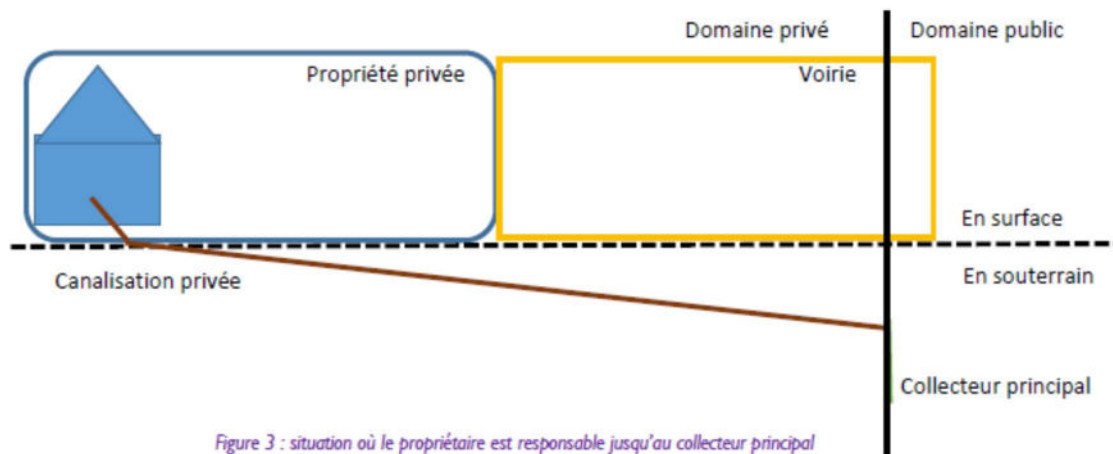 Domaine privé
Domaine public
Propriété privée
Voirie
En surface
Canalisation privée
En souterrain
Collecteur principal
Figure 3 : situation où le propriétaire est responsable jusqu'au collecteur principal